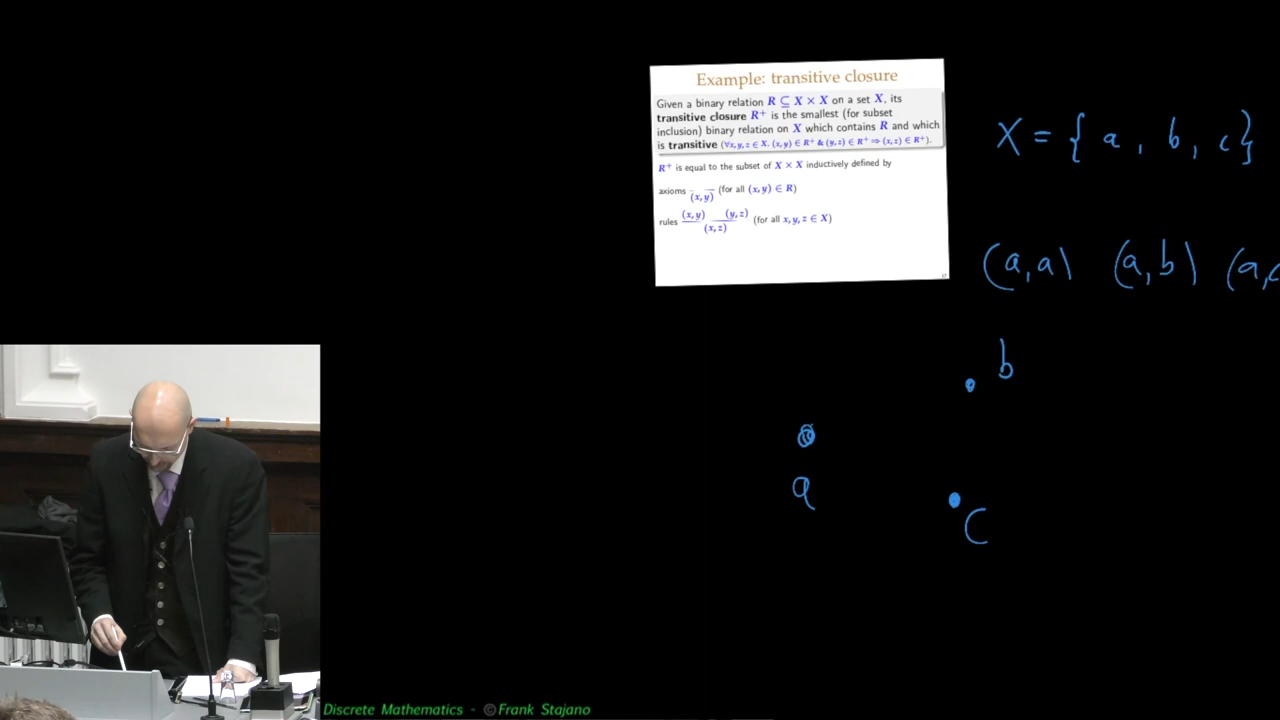 Example: transitive closure
Given a binary relation R ⊆ X × X on a set X, its
transitive closure R⁺ is the smallest (for subset
inclusion) binary relation on X which contains R and which
is transitive (∀x,y,z ∈ X. (x,y) ∈ R⁺ & (y,z) ∈ R⁺ ⇒ (x,z) ∈ R⁺).
R⁺ is equal to the subset of X × X inductively defined by
axioms (x,y) (for all (x,y) ∈ R)
rules (x,y) (y,z) (for all x,y,z ∈ X)
(x,z)
X = { a , b , c }
(a,a) (a,b) (a,c
b
a
c
Discrete Mathematics - © Frank Stajano